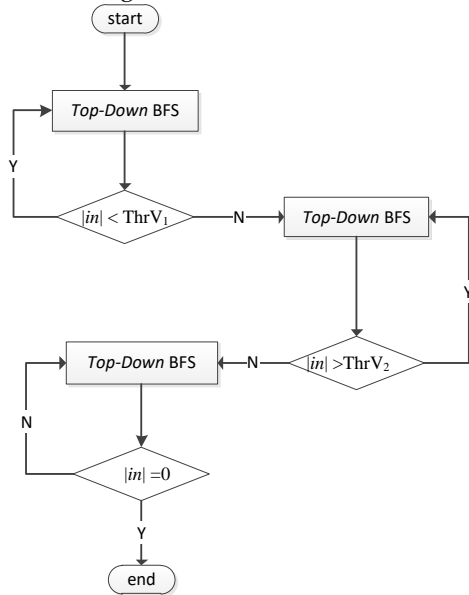 start
Top-Down BFS
Y
|in| < ThrV₁
N
Top-Down BFS
Y
Top-Down BFS
N
|in| >ThrV₂
N
|in| =0
Y
end